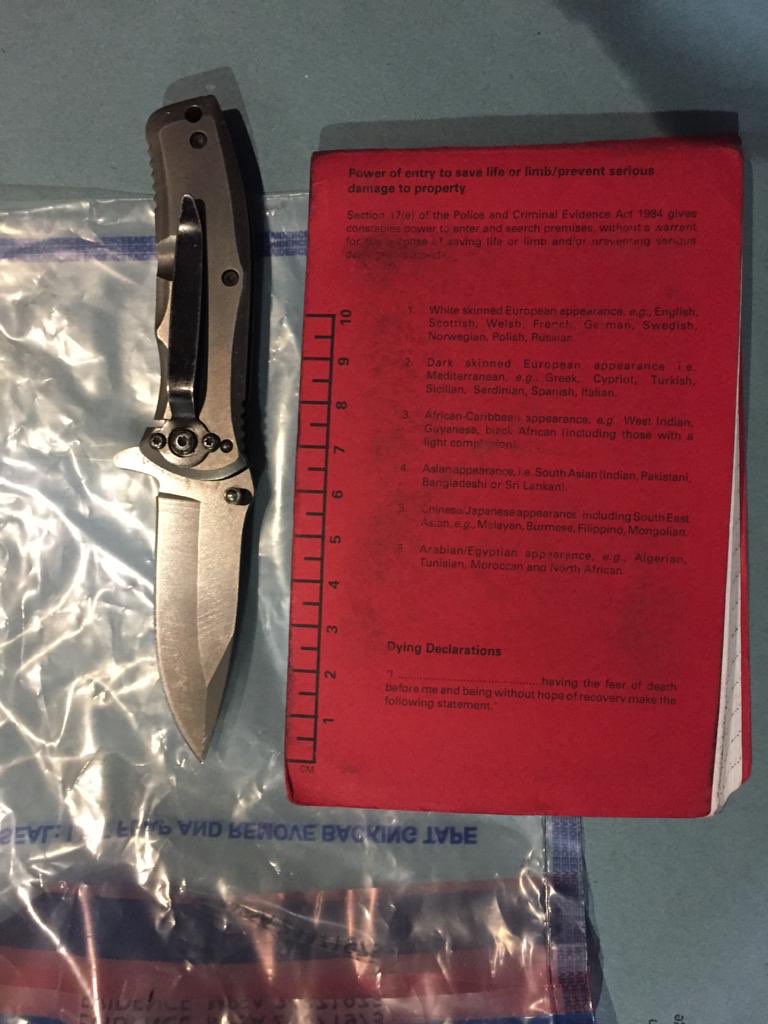 Power of entry to save life or limb/prevent serious
damage to property
Section 17(e) of the Police and Criminal Evidence Act 1984 gives
constables power to enter and search premises, without a warrant
for the purpose of saving life or limb and/or preventing serious
1. White skinned European appearance, e.g., English,
Scottish, Welsh, French, German, Swedish,
Norwegian, Polish, Russian.
2. Dark skinned European appearance i.e.
Mediterranean, e.g., Greek, Cypriot, Turkish,
Sicilian, Sardinian, Spanish, Italian.
3. African-Caribbean appearance, e.g. West Indian,
Guyanese, black African (including those with a
light complexion).
4. Asian appearance, i.e. South Asian (Indian, Pakistani,
Bangladeshi or Sri Lankan).
5. Chinese/Japanese appearance including South East
Asian, e.g., Malayan, Burmese, Filippino, Mongolian.
6. Arabian/Egyptian appearance, e.g., Algerian,
Tunisian, Moroccan and North African.
Dying Declarations
"I ........................................having the fear of death
before me and being without hope of recovery make the
following statement."
10
9
8
7
6
5
4
3
2
1
CM
SEAL: LIFT FLAP AND REMOVE BACKING TAPE
EVIDENCE